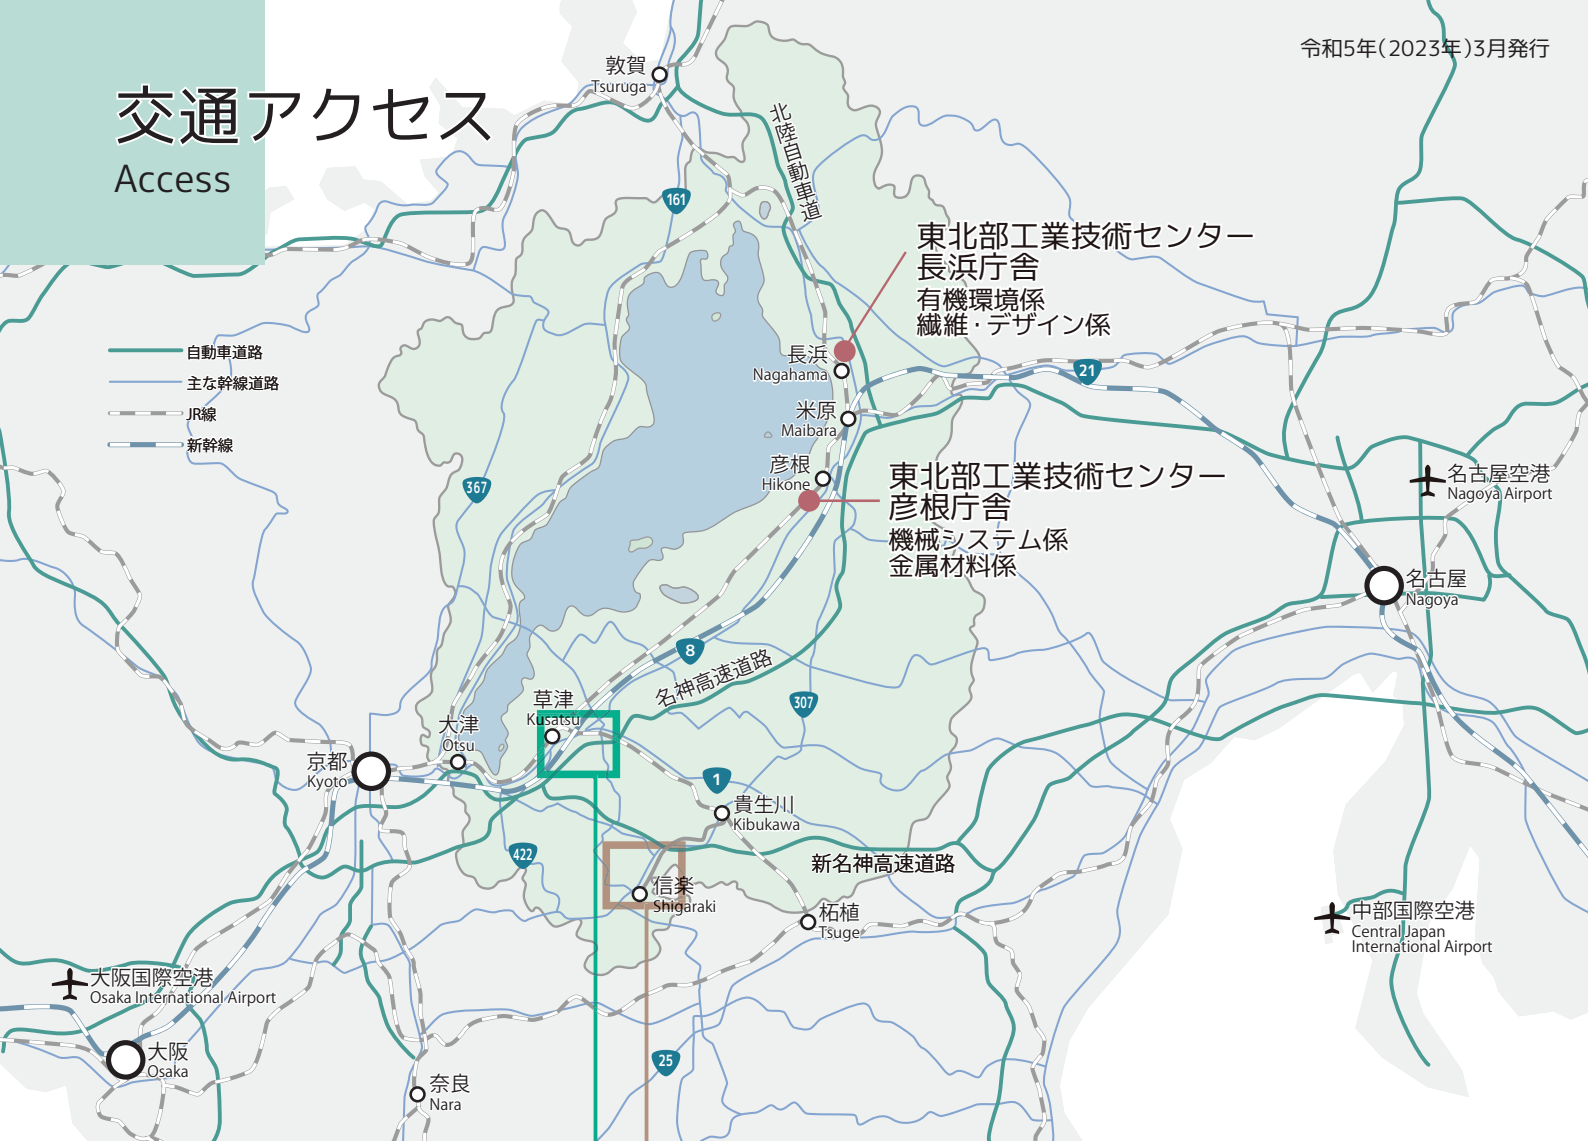 令和5年(2023年)3月発行
交通アクセス
Access
敦賀
Tsuruga
北陸自動車道
161
東北部工業技術センター
長浜庁舎
有機環境係
繊維・デザイン係
自動車道路
主な幹線道路
JR線
新幹線
長浜
Nagahama
21
米原
Maibara
彦根
Hikone
東北部工業技術センター
彦根庁舎
機械システム係
金属材料係
367
名古屋空港
Nagoya Airport
名古屋
Nagoya
8
名神高速道路
307
草津
Kusatsu
大津
Otsu
京都
Kyoto
1
貴生川
Kibukawa
422
新名神高速道路
信楽
Shigaraki
柘植
Tsuge
中部国際空港
Central Japan
International Airport
大阪国際空港
Osaka International Airport
大阪
Osaka
25
奈良
Nara